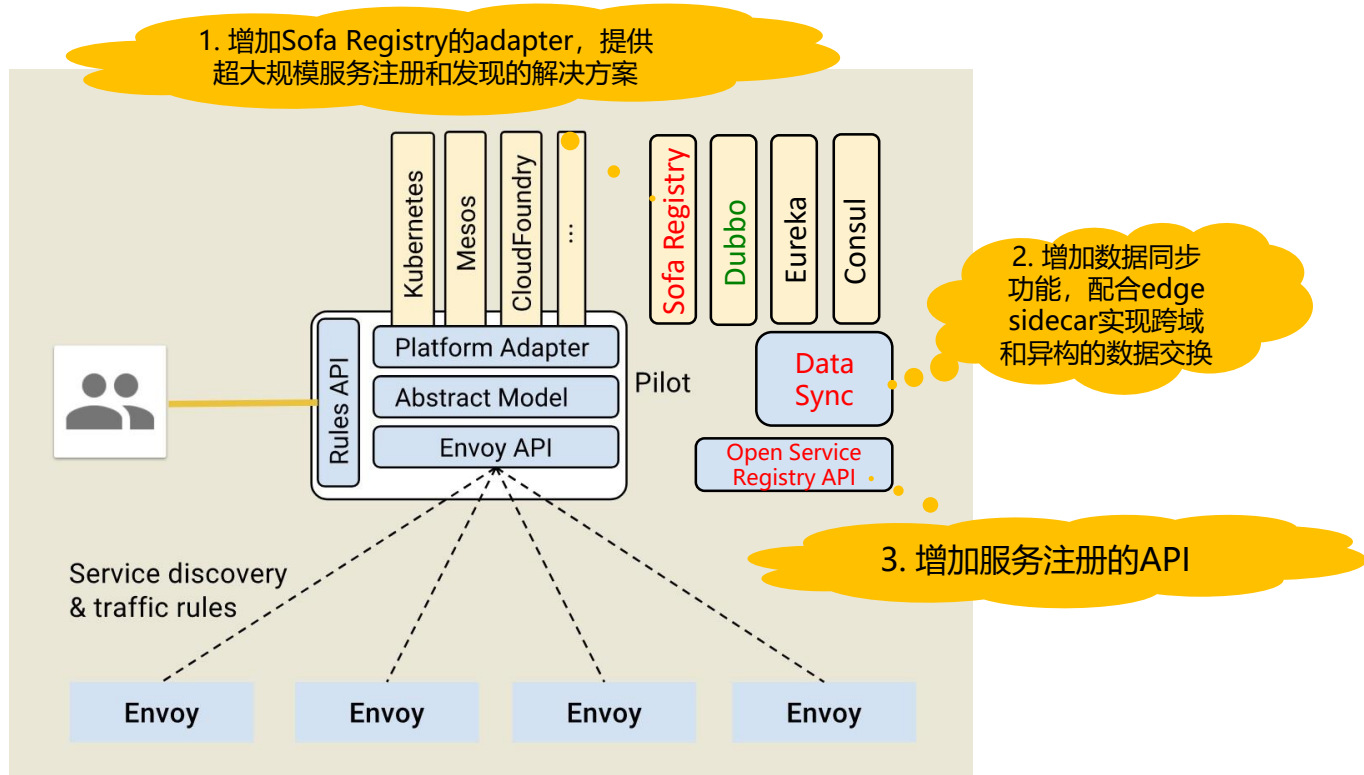 1. 增加Sofa Registry的adapter，提供
超大规模服务注册和发现的解决方案
Kubernetes
Mesos
CloudFoundry
...
Sofa Registry
Dubbo
Eureka
Consul
2. 增加数据同步
功能，配合edge
sidecar实现跨域
和异构的数据交换
Rules API
Platform Adapter
Abstract Model
Envoy API
Pilot
Data
Sync
Open Service
Registry API
3. 增加服务注册的API
Service discovery
& traffic rules
Envoy
Envoy
Envoy
Envoy